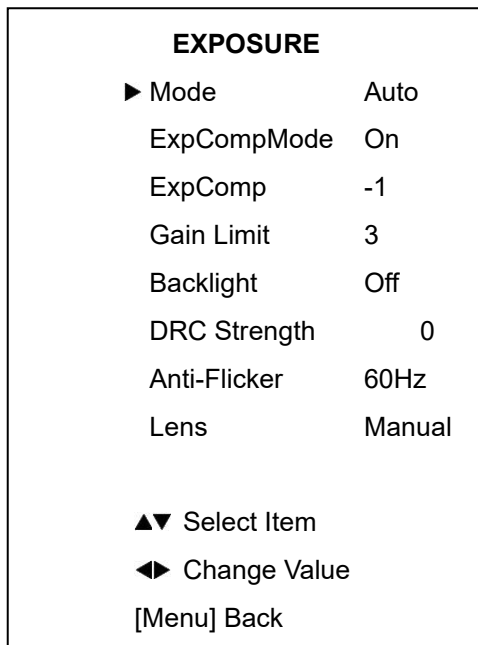 EXPOSURE
▶ Mode Auto
ExpCompMode On
ExpComp -1
Gain Limit 3
Backlight Off
DRC Strength 0
Anti-Flicker 60Hz
Lens Manual
▲▼ Select Item
◀▶ Change Value
[Menu] Back